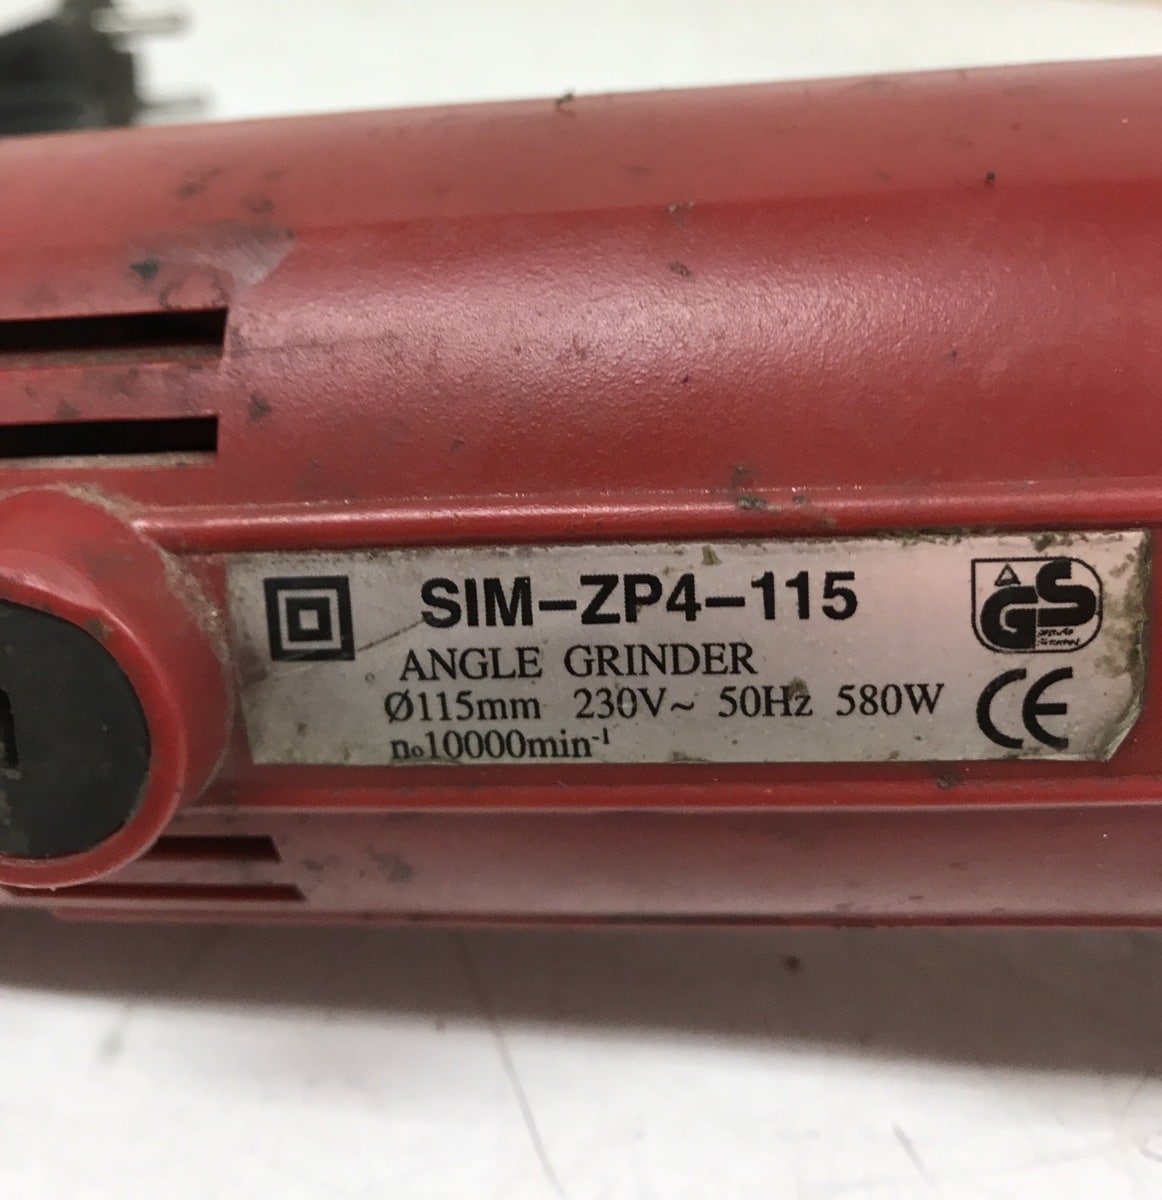 SIM-ZP4-115
ANGLE GRINDER
Ø115mm 230V~ 50Hz 580W
n₀10000min⁻¹
GS
CE